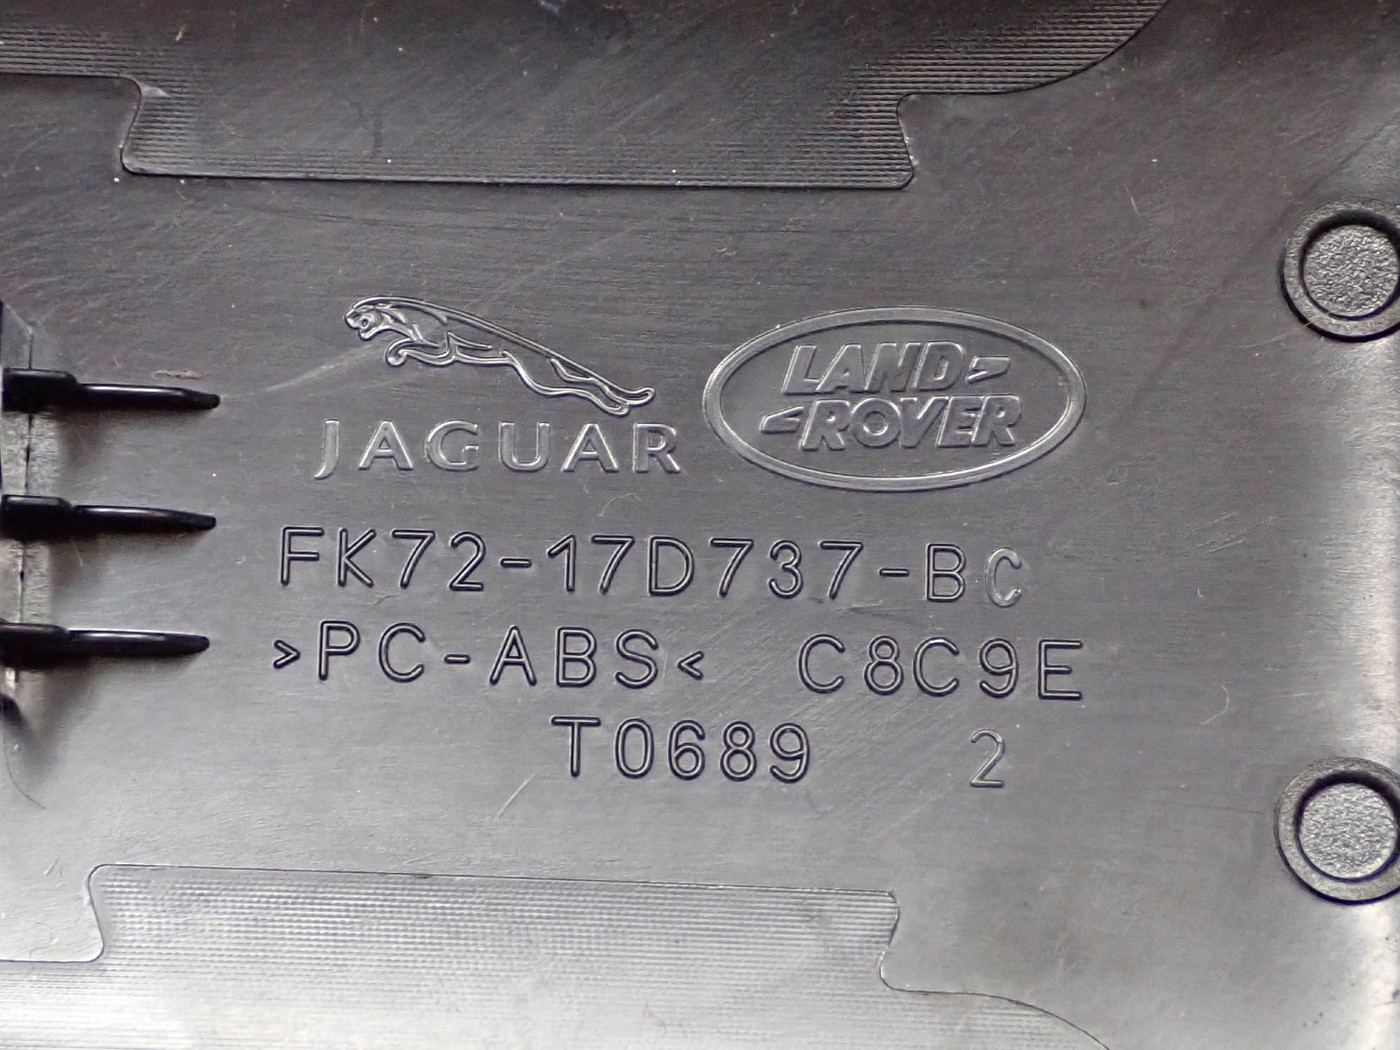 JAGUAR
LAND
ROVER
FK72-17D737-BC
>PC-ABS< C8C9E
T0689 2